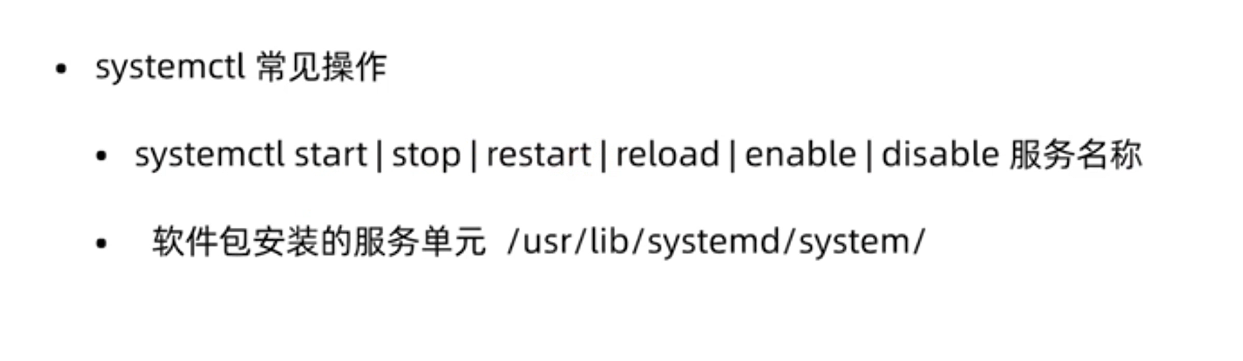 • systemctl 常见操作
• systemctl start | stop | restart | reload | enable | disable 服务名称
• 软件包安装的服务单元 /usr/lib/systemd/system/